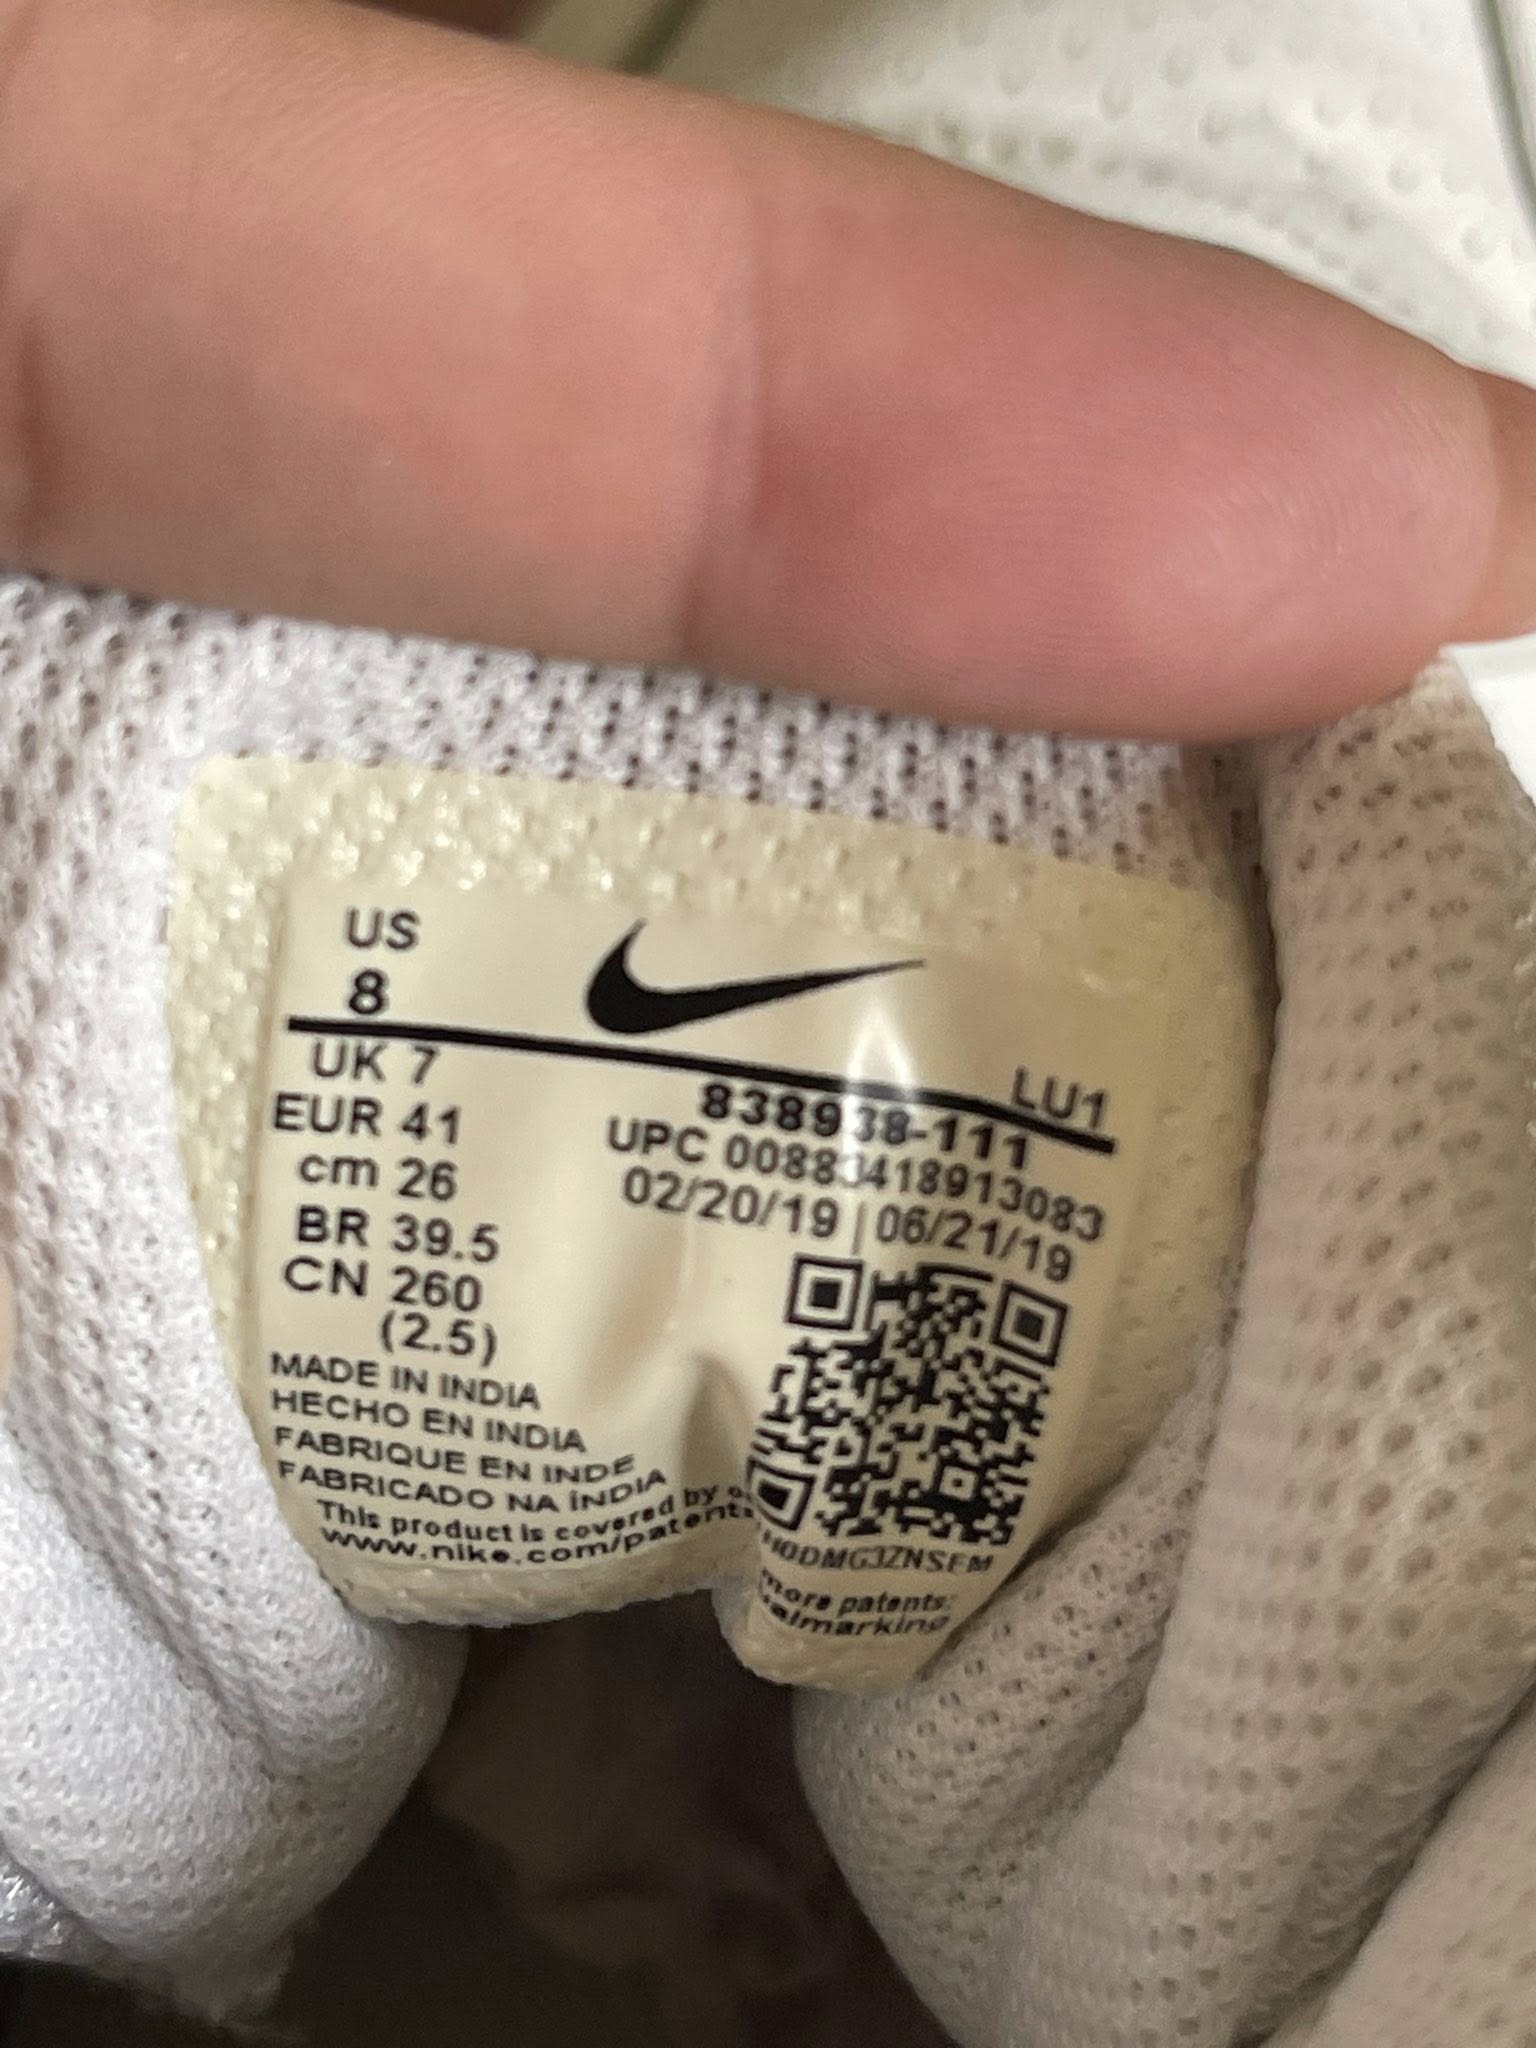 US
8
UK 7
LU1
EUR 41
838938-111
cm 26
UPC 00883418913083
BR 39.5
02/20/19 | 06/21/19
CN 260
(2.5)
MADE IN INDIA
HECHO EN INDIA
FABRIQUE EN INDE
FABRICADO NA ÍNDIA
This product is covered by
www.nike.com/patents
more patents: